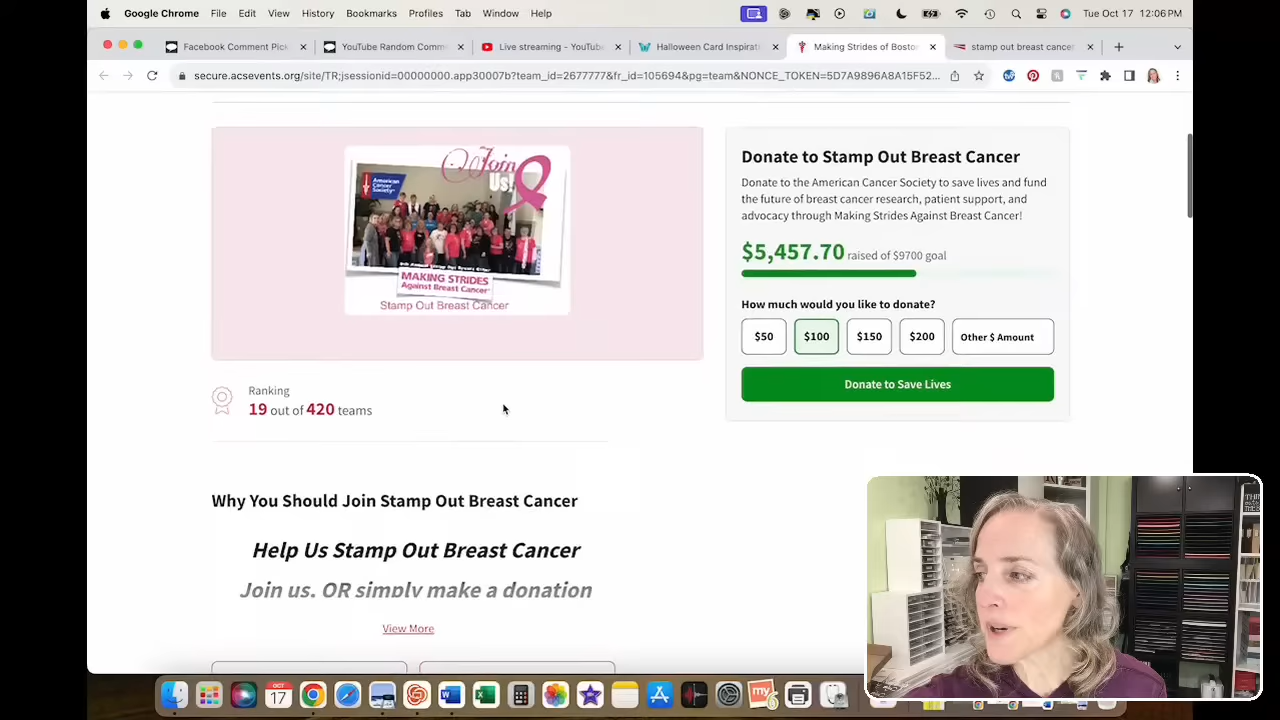 Google Chrome File Edit View History Bookmarks Profiles Tab Window Help Tue Oct 17 12:06 PM
Facebook Comment Pick YouTube Random Comm Live streaming - YouTube Halloween Card Inspirati Making Strides of Bosto stamp out breast cancer
secure.acsevents.org/site/TR;jsessionid=00000000.app30007b?team_id=2677777&fr_id=105694&pg=team&NONCE_TOKEN=5D7A9896A8A15F52...
Join
Us!
American
Cancer
Society
MAKING STRIDES
Against Breast Cancer
Stamp Out Breast Cancer
Donate to Stamp Out Breast Cancer
Donate to the American Cancer Society to save lives and fund
the future of breast cancer research, patient support, and
advocacy through Making Strides Against Breast Cancer!
$5,457.70 raised of $9700 goal
How much would you like to donate?
$50 $100 $150 $200 Other $ Amount
Donate to Save Lives
Ranking
19 out of 420 teams
Why You Should Join Stamp Out Breast Cancer
Help Us Stamp Out Breast Cancer
Join us, OR simply make a donation
View More
OCT
17
my
6